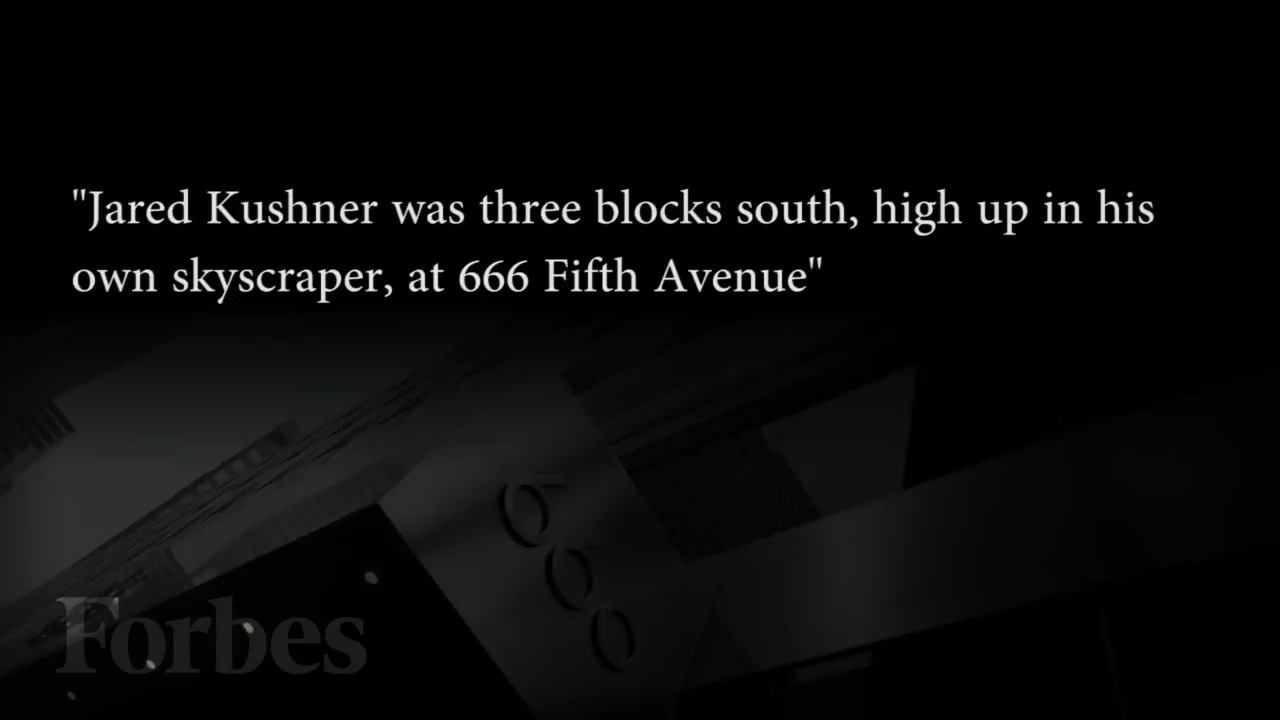 "Jared Kushner was three blocks south, high up in his
own skyscraper, at 666 Fifth Avenue"
666
Forbes